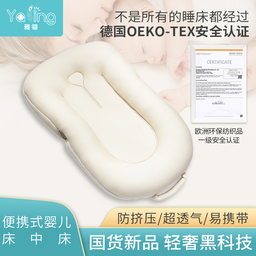 Yoling
不是所有的睡床都经过
德国OEKO-TEX安全认证
CERTIFICATE
欧洲环保纺织品
一级安全认证
便携式婴儿
床中床
防挤压/超透气/易携带
国货新品 轻奢黑科技